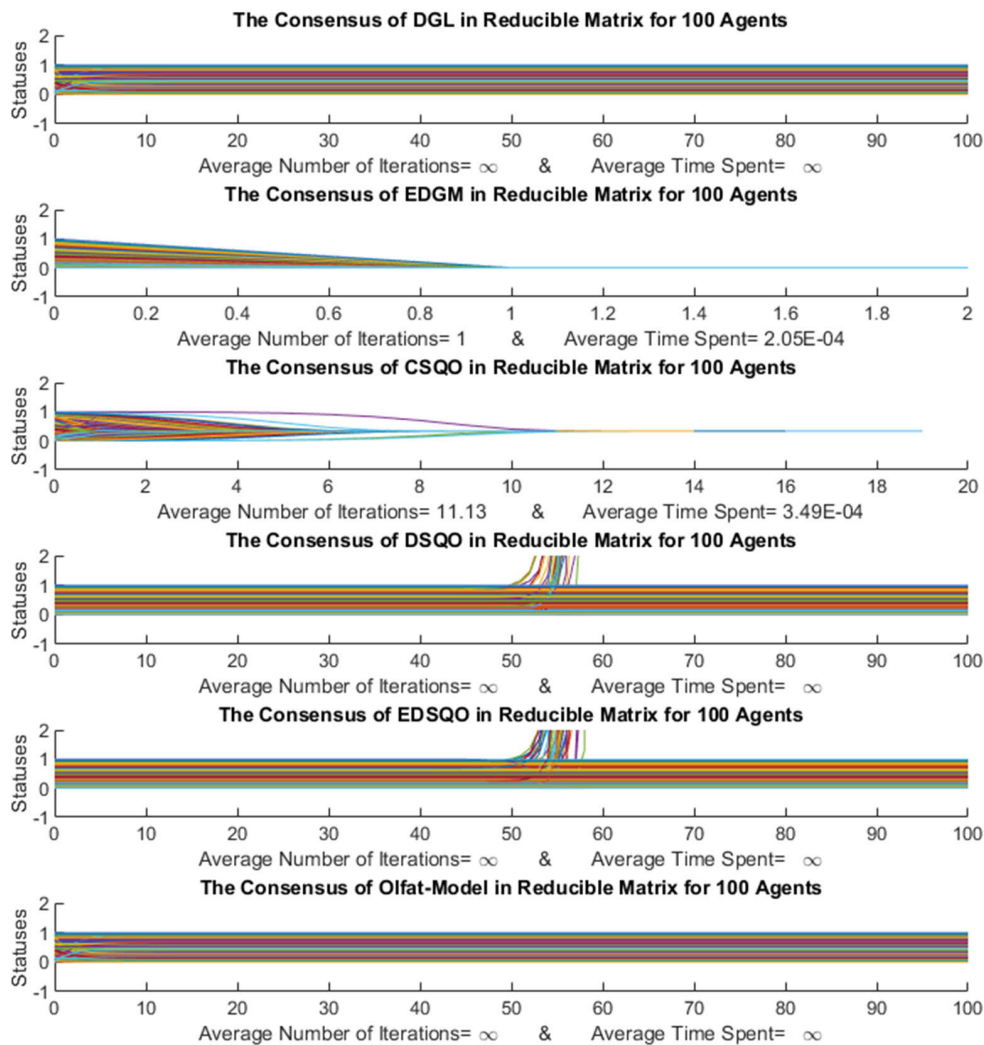 The Consensus of DGL in Reducible Matrix for 100 Agents
2
1
0
-1
Statuses
0 10 20 30 40 50 60 70 80 90 100
Average Number of Iterations= ∞ & Average Time Spent= ∞
The Consensus of EDGM in Reducible Matrix for 100 Agents
2
1
0
-1
Statuses
0 0.2 0.4 0.6 0.8 1 1.2 1.4 1.6 1.8 2
Average Number of Iterations= 1 & Average Time Spent= 2.05E-04
The Consensus of CSQO in Reducible Matrix for 100 Agents
2
1
0
-1
Statuses
0 2 4 6 8 10 12 14 16 18 20
Average Number of Iterations= 11.13 & Average Time Spent= 3.49E-04
The Consensus of DSQO in Reducible Matrix for 100 Agents
2
1
0
-1
Statuses
0 10 20 30 40 50 60 70 80 90 100
Average Number of Iterations= ∞ & Average Time Spent= ∞
The Consensus of EDSQO in Reducible Matrix for 100 Agents
2
1
0
-1
Statuses
0 10 20 30 40 50 60 70 80 90 100
Average Number of Iterations= ∞ & Average Time Spent= ∞
The Consensus of Olfat-Model in Reducible Matrix for 100 Agents
2
1
0
-1
Statuses
0 10 20 30 40 50 60 70 80 90 100
Average Number of Iterations= ∞ & Average Time Spent= ∞